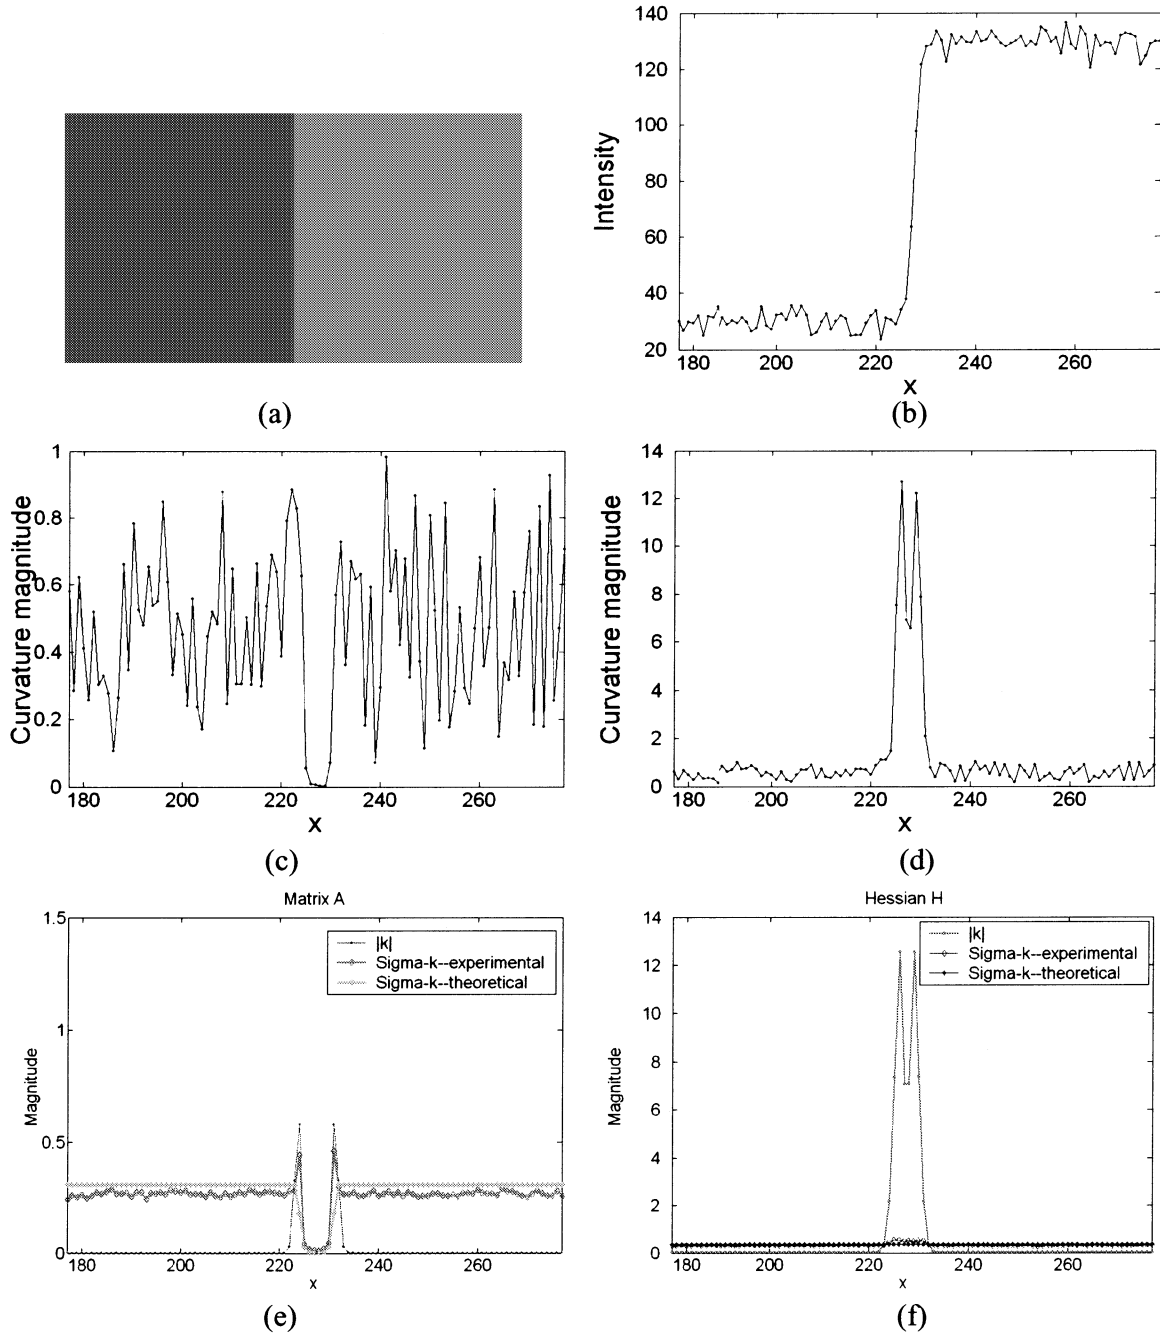 140
120
100
80
60
40
20
Intensity
180 200 220 240 260
x
(a)
(b)
1
0.8
0.6
0.4
0.2
0
Curvature magnitude
180 200 220 240 260
x
(c)
14
12
10
8
6
4
2
0
Curvature magnitude
180 200 220 240 260
x
(d)
Matrix A
1.5
1
0.5
0
Magnitude
|k|
Sigma-k--experimental
Sigma-k--theoretical
180 200 220 240 260
x
(e)
Hessian H
14
12
10
8
6
4
2
0
Magnitude
|k|
Sigma-k--experimental
Sigma-k--theoretical
180 200 220 240 260
x
(f)